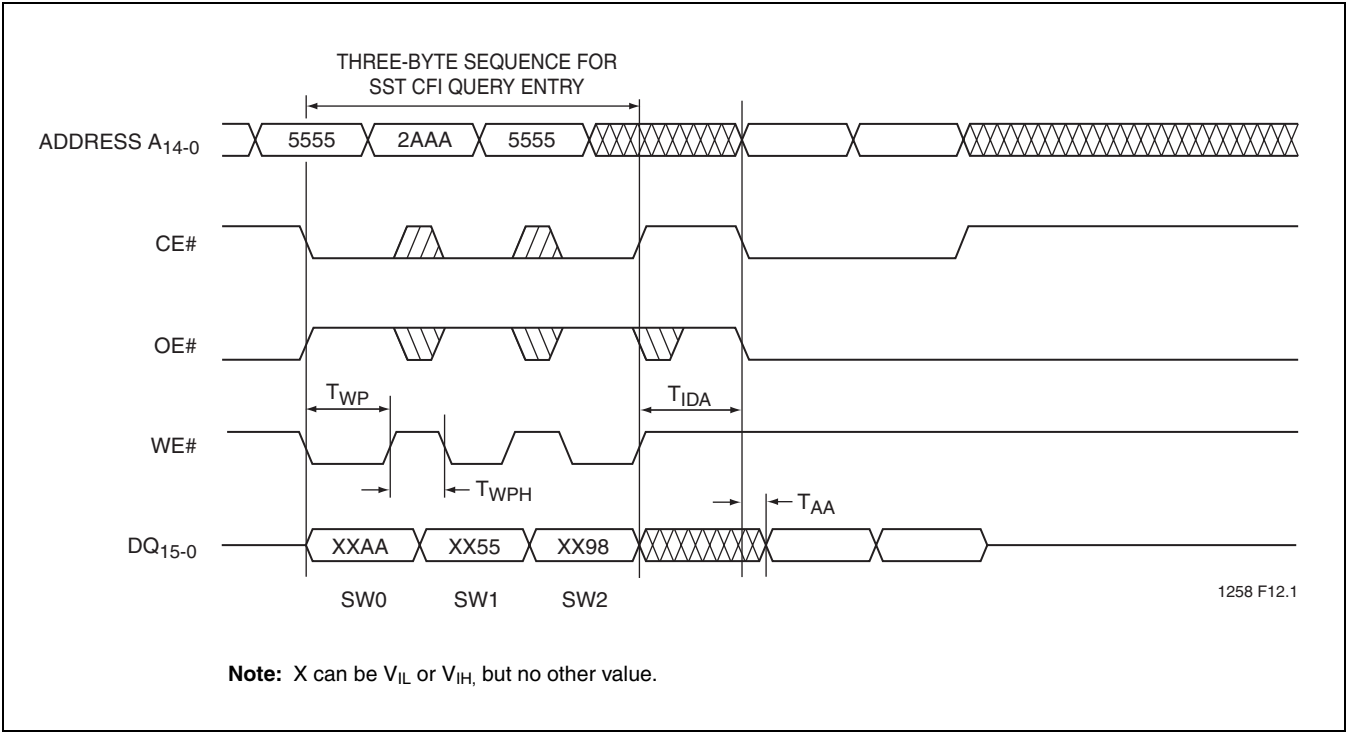 THREE-BYTE SEQUENCE FOR
SST CFI QUERY ENTRY
ADDRESS A14-0
5555 2AAA 5555
CE#
OE#
TWP TIDA
WE#
TWPH
TAA
DQ15-0
XXAA XX55 XX98
SW0 SW1 SW2
1258 F12.1
Note: X can be VIL or VIH, but no other value.